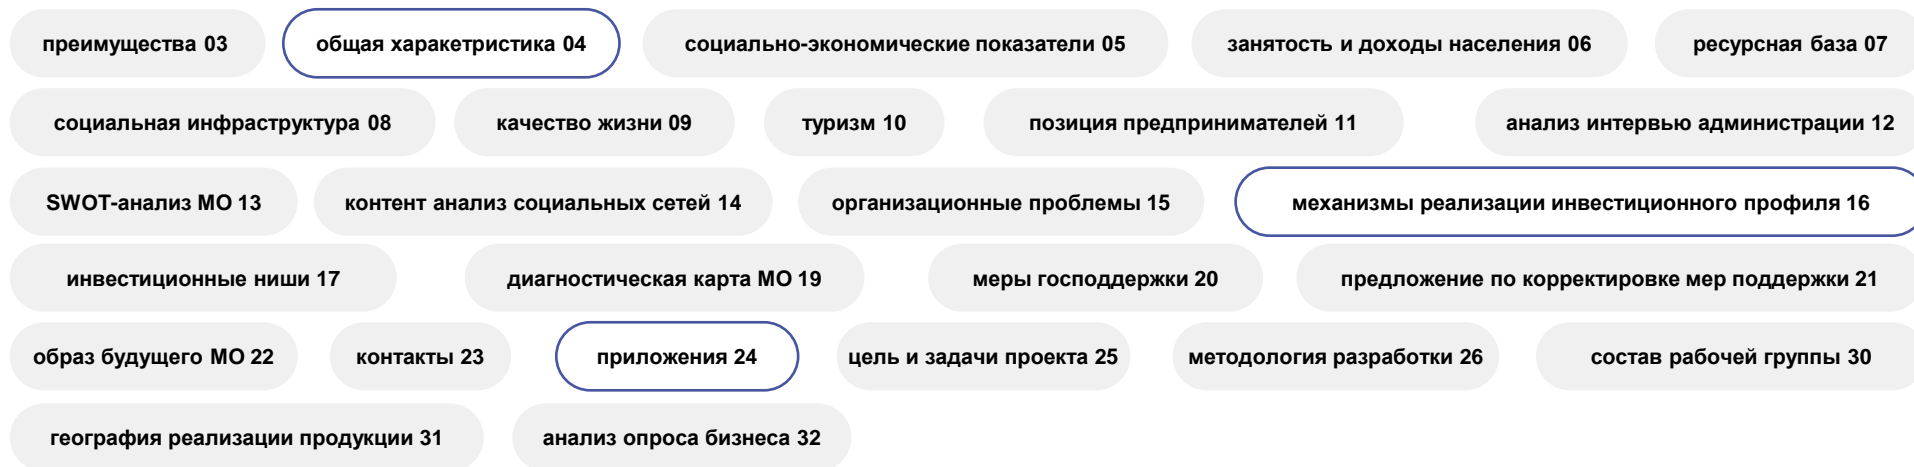 преимущества 03
общая характеристика 04
социально-экономические показатели 05
занятость и доходы населения 06
ресурсная база 07
социальная инфраструктура 08
качество жизни 09
туризм 10
позиция предпринимателей 11
анализ интервью администрации 12
SWOT-анализ МО 13
контент анализ социальных сетей 14
организационные проблемы 15
механизмы реализации инвестиционного профиля 16
инвестиционные ниши 17
диагностическая карта МО 19
меры господдержки 20
предложение по корректировке мер поддержки 21
образ будущего МО 22
контакты 23
приложения 24
цель и задачи проекта 25
методология разработки 26
состав рабочей группы 30
география реализации продукции 31
анализ опроса бизнеса 32